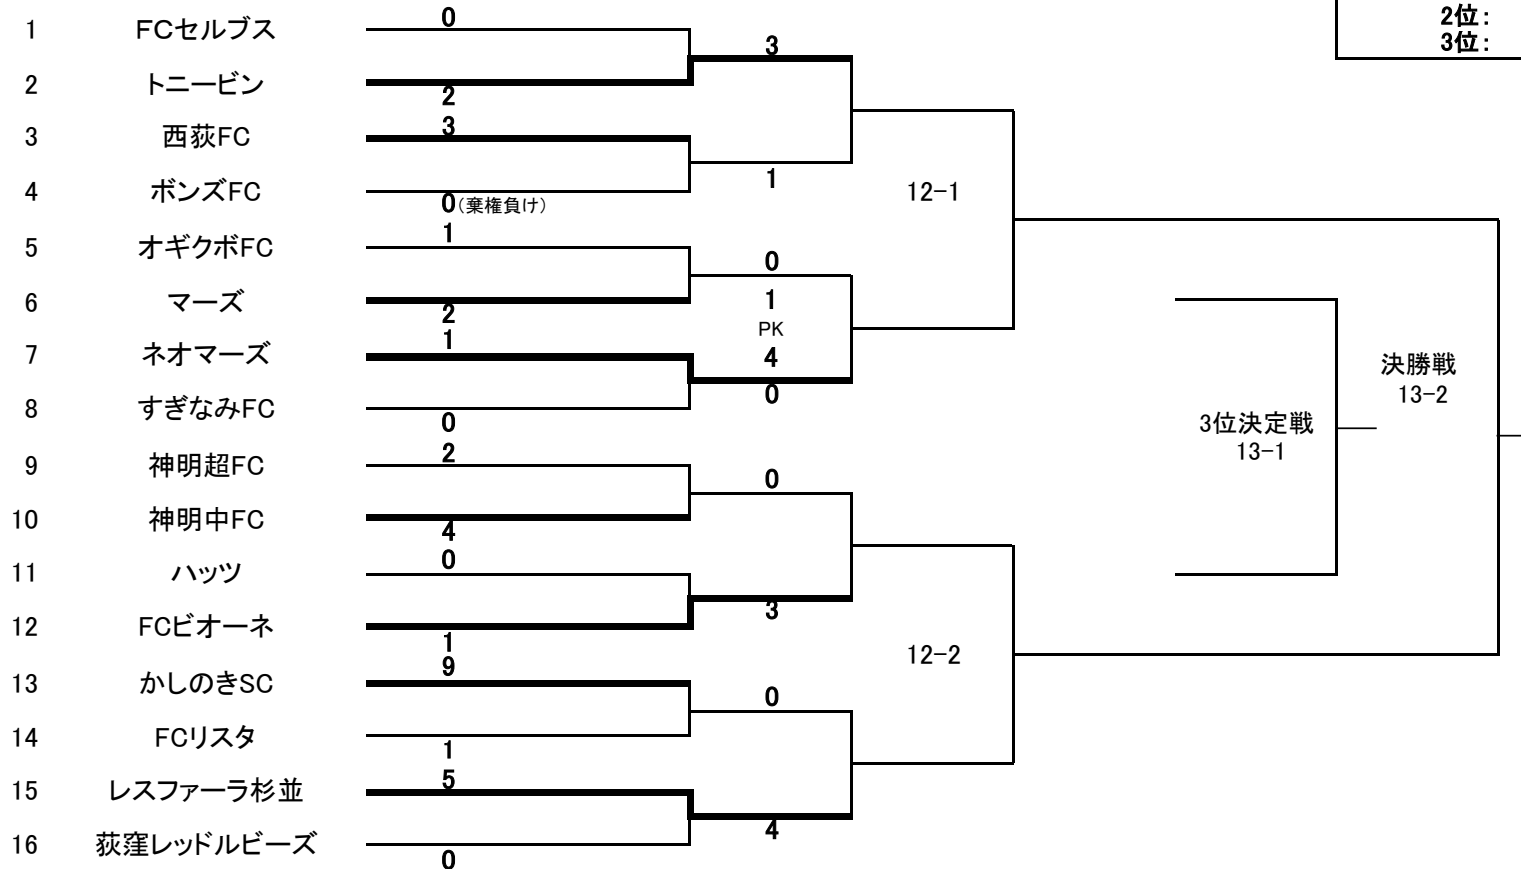 2位：
3位：
1 FCセルブス 0
3
2 トニービン 2
3 西荻FC 3
1
4 ボンズFC 0（棄権負け）
12-1
5 オギクボFC 1
0
6 マーズ 2
1
PK
4
7 ネオマーズ 1
0
8 すぎなみFC 0
決勝戦
13-2
3位決定戦
13-1
9 神明超FC 2
0
10 神明中FC 4
11 ハッツ 0
3
12 FCビオーネ 1
12-2
13 かしのきSC 9
0
14 FCリスタ 1
15 レスファーラ杉並 5
4
16 荻窪レッドルビーズ 0